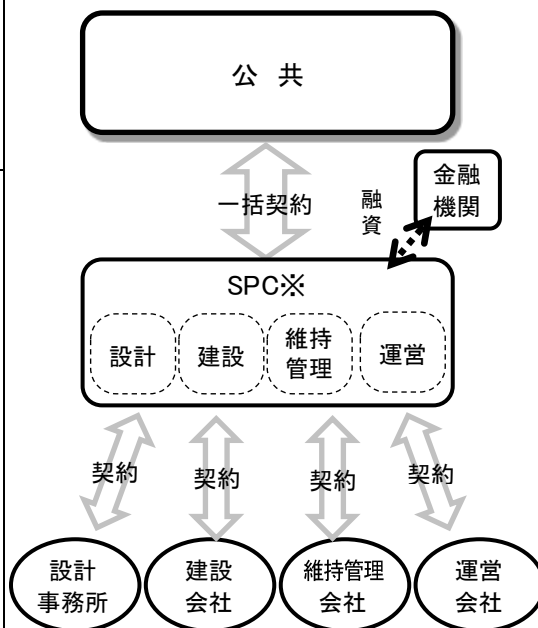 公 共
一括契約
融
資
金融
機関
SPC※
設計
建設
維持
管理
運営
契約
契約
契約
契約
設計
事務所
建設
会社
維持管理
会社
運営
会社